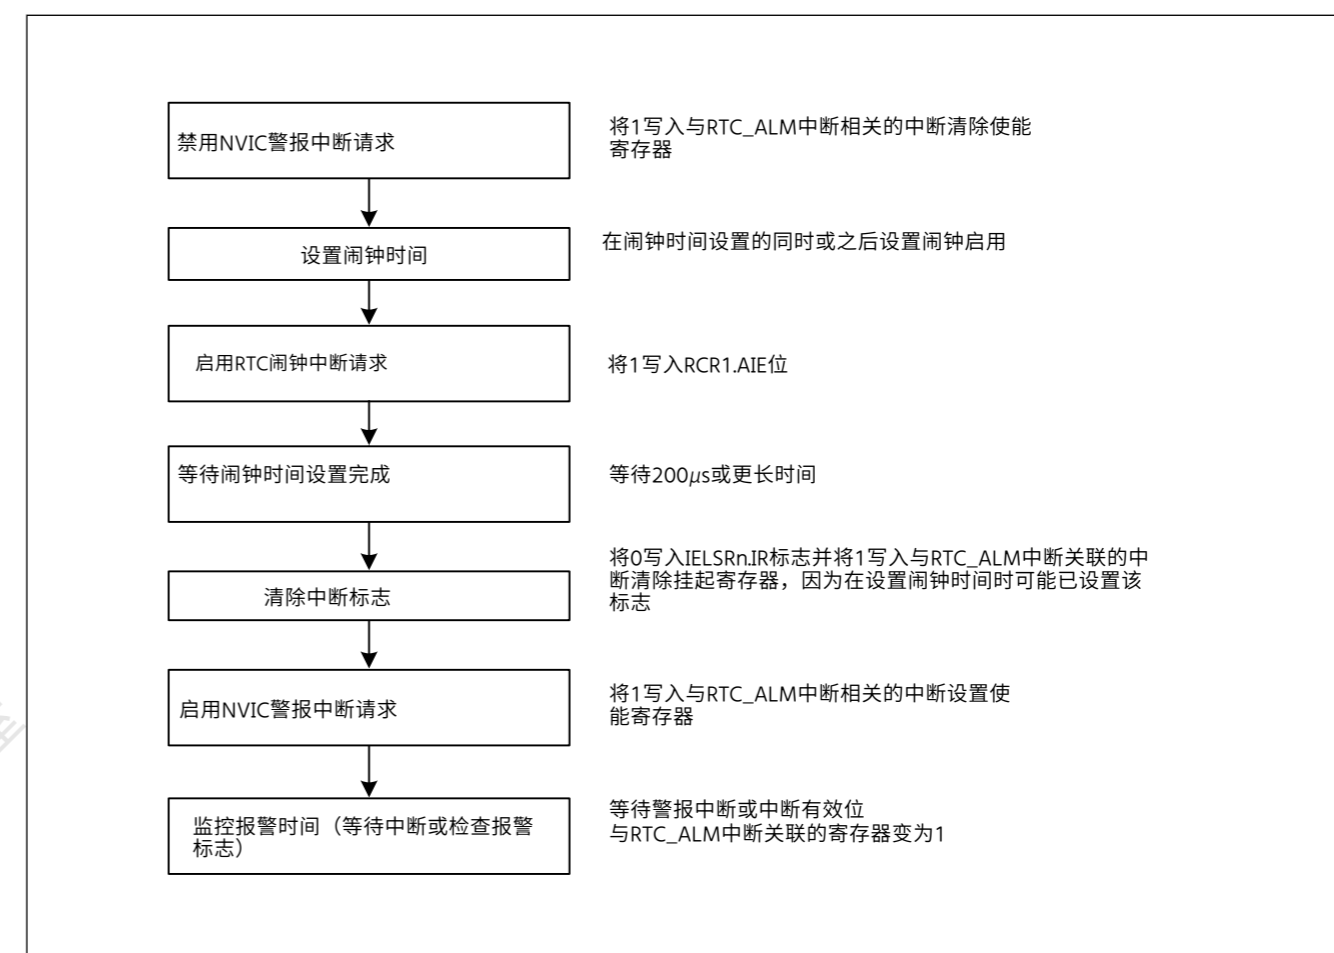 禁用NVIC警报中断请求
将1写入与RTC_ALM中断相关的中断清除使能
寄存器
设置闹钟时间
在闹钟时间设置的同时或之后设置闹钟启用
启用RTC闹钟中断请求
将1写入RCR1.AIE位
等待闹钟时间设置完成
等待200μs或更长时间
清除中断标志
将0写入IELSRn.IR标志并将1写入与RTC_ALM中断关联的中
断清除挂起寄存器，因为在设置闹钟时间时可能已设置该
标志
启用NVIC警报中断请求
将1写入与RTC_ALM中断相关的中断设置使
能寄存器
监控报警时间（等待中断或检查报警
标志）
等待警报中断或中断有效位
与RTC_ALM中断关联的寄存器变为1